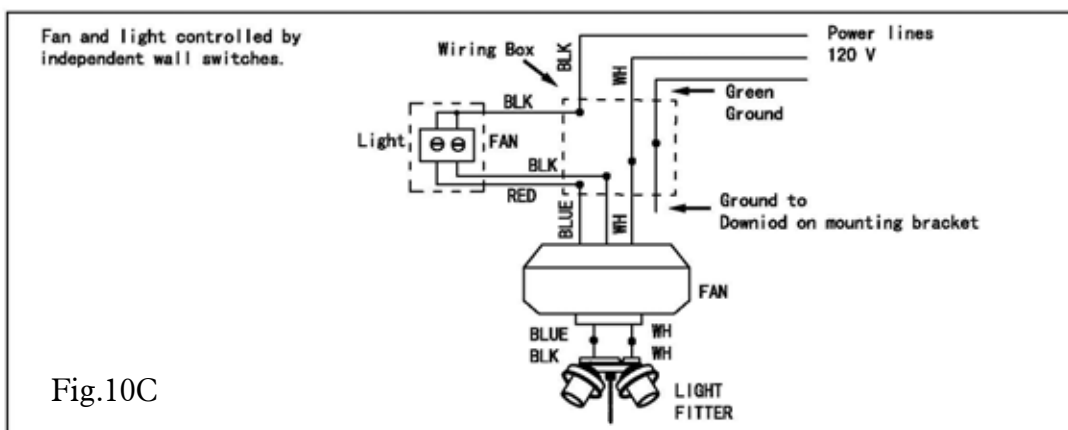 Fan and light controlled by
independent wall switches.
Wiring Box
BLK
WH
Power lines
120 V
Green
Ground
BLK
Light
FAN
BLK
RED
BLUE
WH
Ground to
Downiod on mounting bracket
FAN
BLUE
WH
BLK
WH
LIGHT
FITTER
Fig.10C